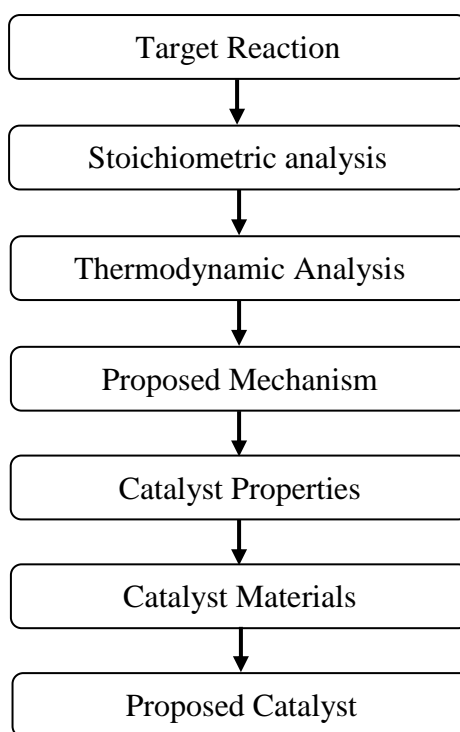 Target Reaction
Stoichiometric analysis
Thermodynamic Analysis
Proposed Mechanism
Catalyst Properties
Catalyst Materials
Proposed Catalyst